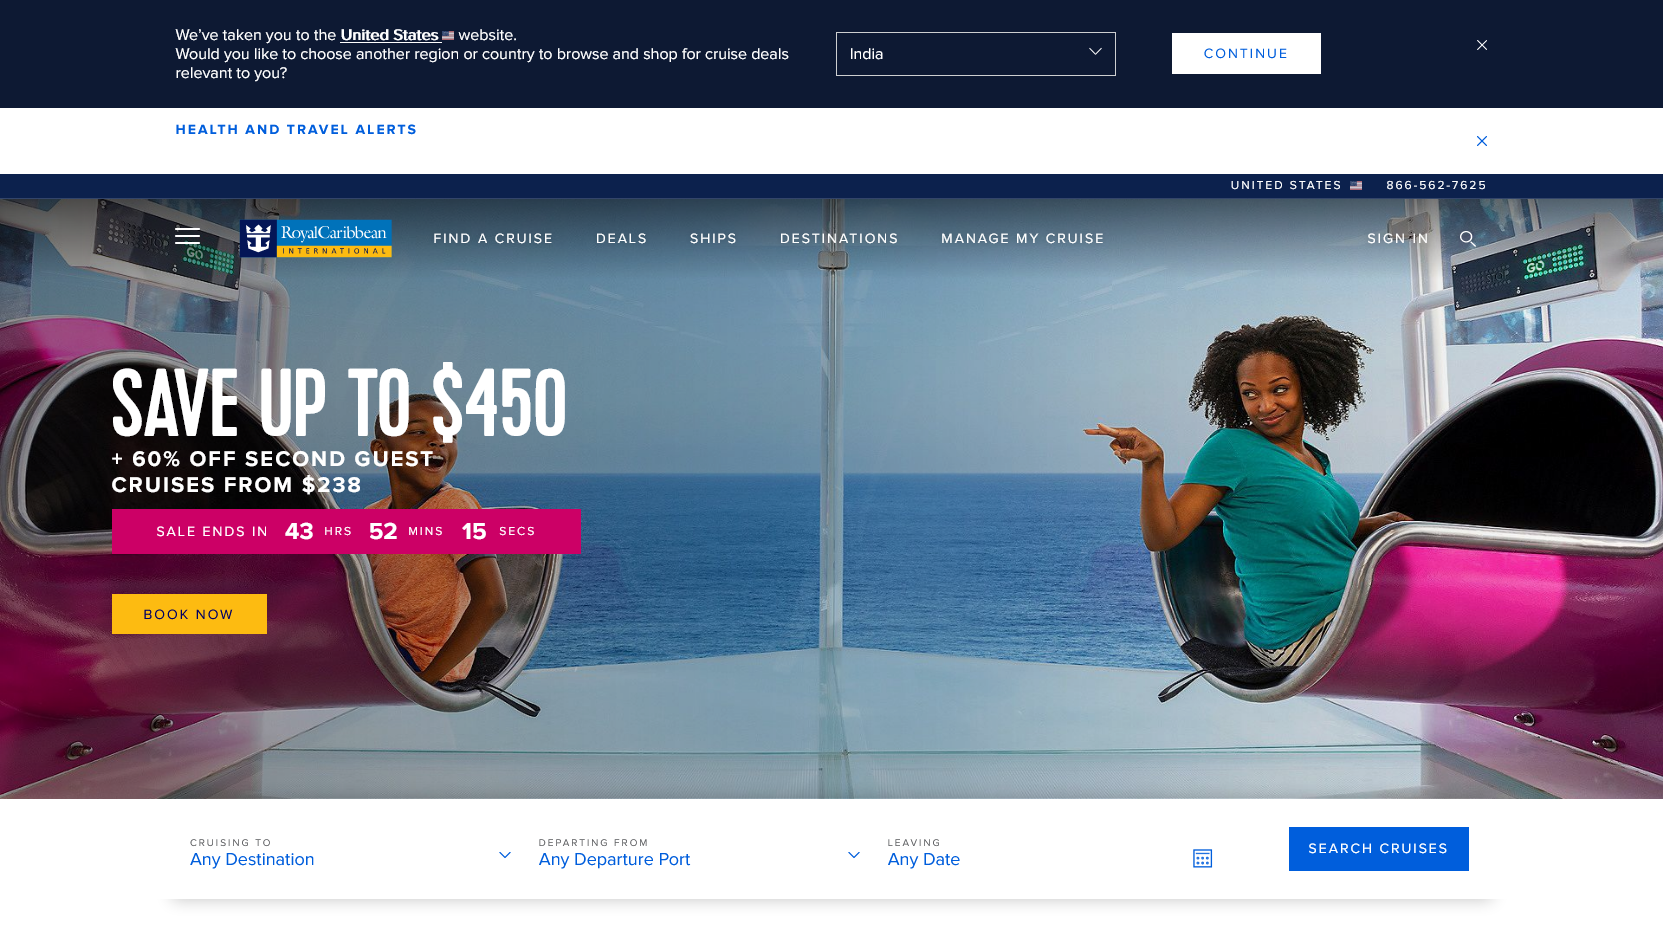 We've taken you to the United States website.
Would you like to choose another region or country to browse and shop for cruise deals
relevant to you?
India
CONTINUE
HEALTH AND TRAVEL ALERTS
UNITED STATES 866-562-7625
RoyalCaribbean
INTERNATIONAL
FIND A CRUISE DEALS SHIPS DESTINATIONS MANAGE MY CRUISE SIGN IN
STOP
GO
STOP
GO
SAVE UP TO $450
+ 60% OFF SECOND GUEST
CRUISES FROM $238
SALE ENDS IN 43 HRS 52 MINS 15 SECS
BOOK NOW
CRUISING TO
Any Destination
DEPARTING FROM
Any Departure Port
LEAVING
Any Date
SEARCH CRUISES